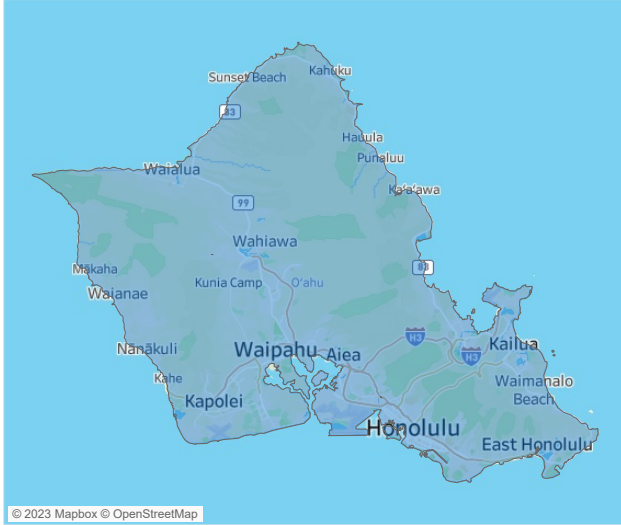 Kahuku
Sunset Beach
83
Hauula
Punaluu
Waialua
Ka‘a‘awa
99
Wahiawa
83
Mākaha
Kunia Camp
O‘ahu
Waianae
H3
Kailua
Nānākuli
Waipahu
Aiea
H3
Kahe
Waimanalo
Beach
Kapolei
Honolulu
East Honolulu
© 2023 Mapbox © OpenStreetMap